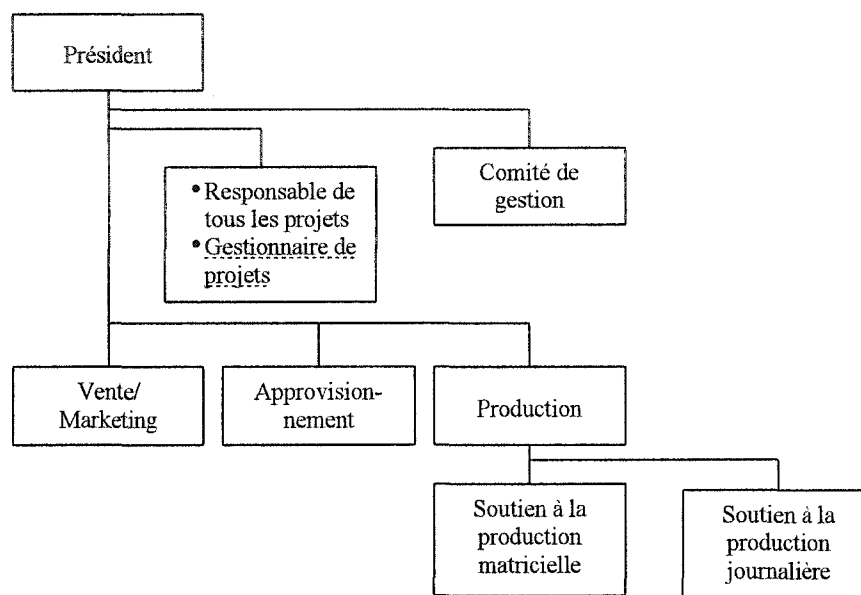 Président
Comité de
gestion
• Responsable de
tous les projets
• Gestionnaire de
projets
Vente/
Marketing
Approvision-
nement
Production
Soutien à la
production
matricielle
Soutien à la
production
journalière